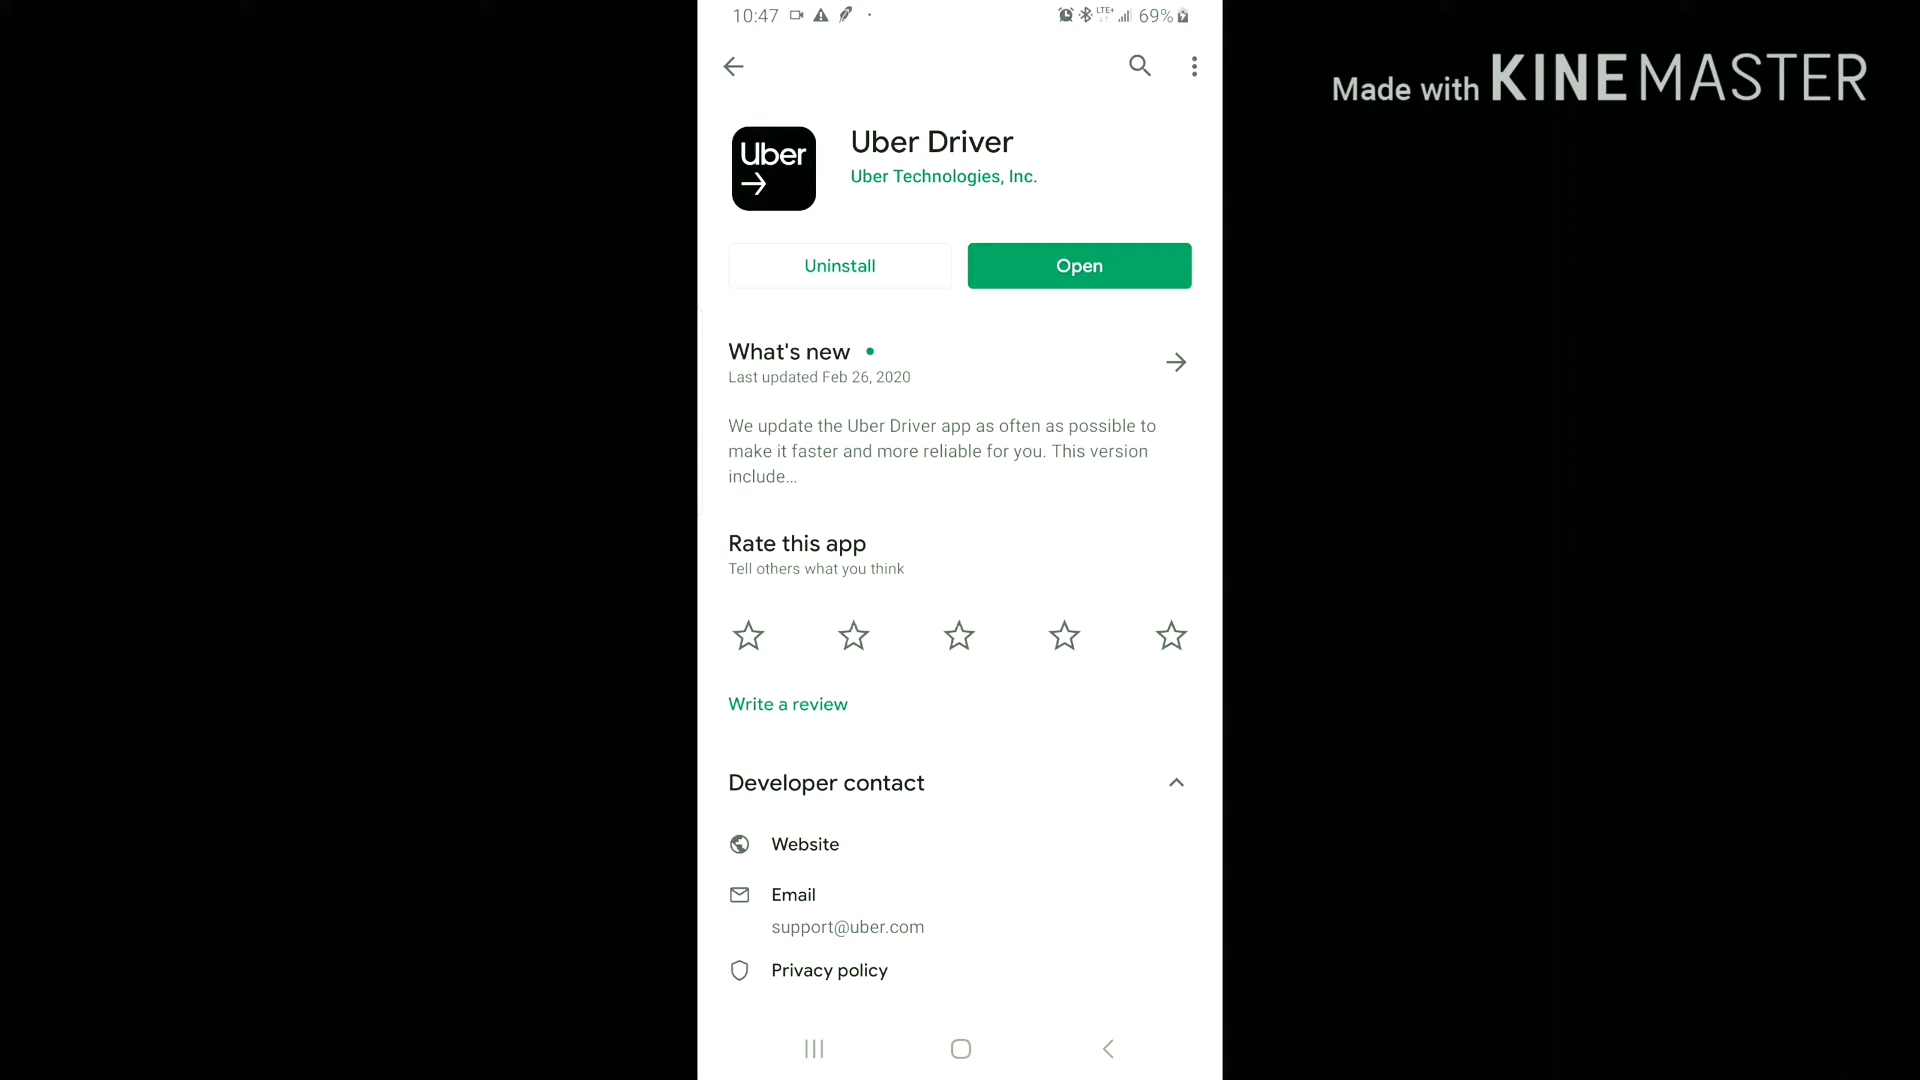 10:47
LTE+
69%
Made with KINEMASTER
Uber
Uber Driver
Uber Technologies, Inc.
Uninstall
Open
What's new
Last updated Feb 26, 2020
We update the Uber Driver app as often as possible to
make it faster and more reliable for you. This version
include...
Rate this app
Tell others what you think
Write a review
Developer contact
Website
Email
support@uber.com
Privacy policy